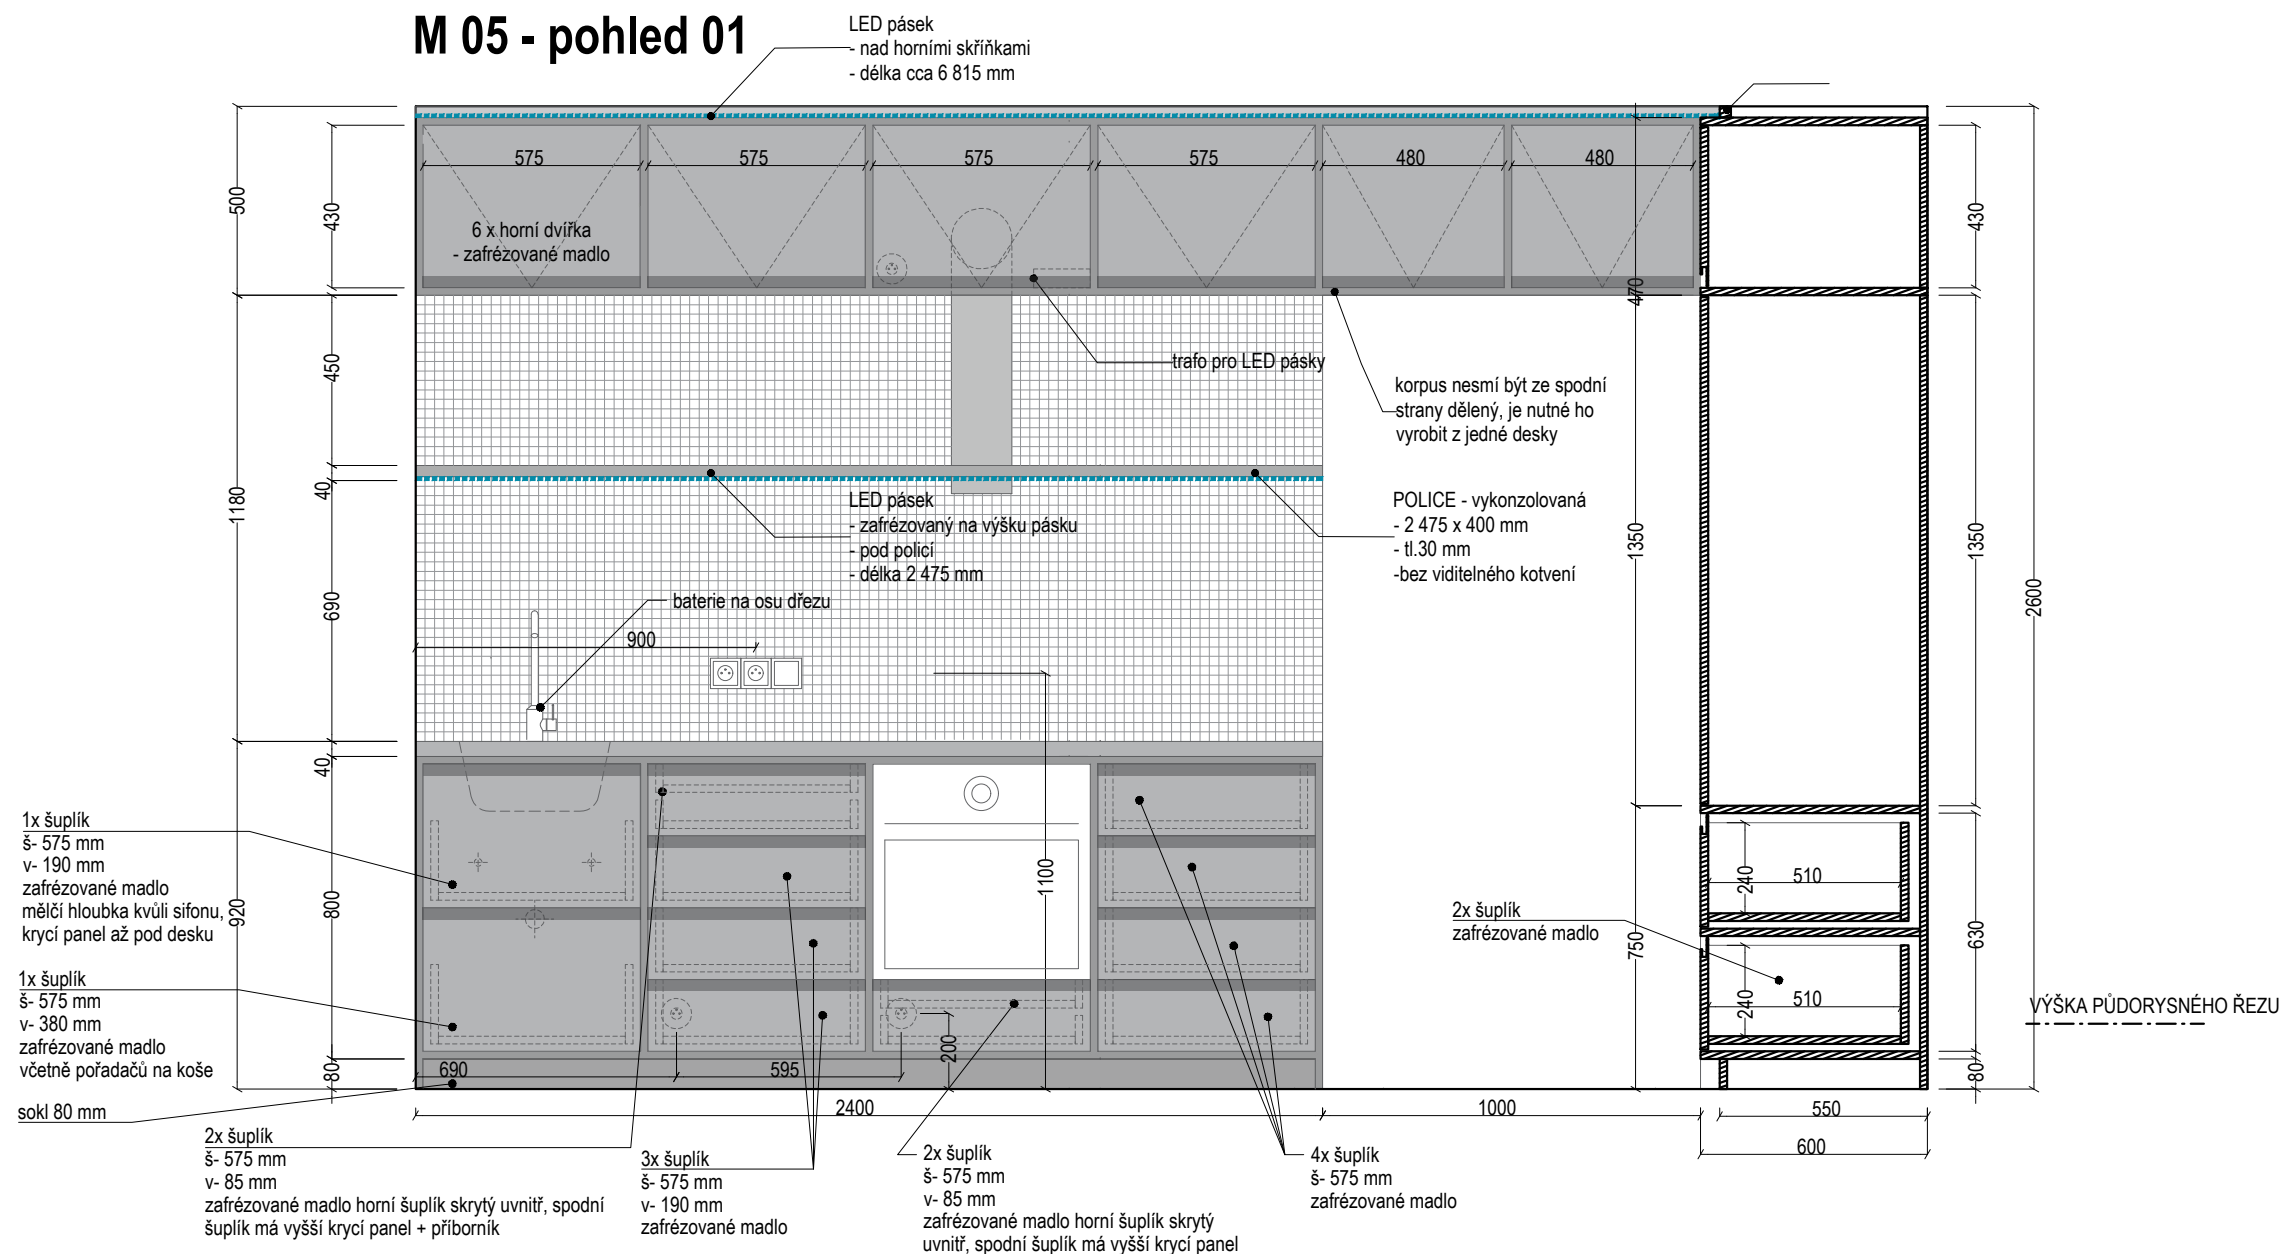 M 05 - pohled 01
LED pásek
- nad horními skříňkami
- délka cca 6 815 mm
575
575
575
575
480
480
500
430
430
6 x horní dvířka
- zafrézované madlo
470
450
trafo pro LED pásky
korpus nesmí být ze spodní
strany dělený, je nutné ho
vyrobit z jedné desky
1180
40
LED pásek
- zafrézovaný na výšku pásku
- pod policí
- délka 2 475 mm
POLICE - vykonzolovaná
- 2 475 x 400 mm
- tl.30 mm
-bez viditelného kotvení
1350
1350
2600
690
baterie na osu dřezu
900
40
1x šuplík
š- 575 mm
v- 190 mm
zafrézované madlo
mělčí hloubka kvůli sifonu,
krycí panel až pod desku
920
800
1100
240
510
2x šuplík
zafrézované madlo
750
630
1x šuplík
š- 575 mm
v- 380 mm
zafrézované madlo
včetně pořadačů na koše
240
510
VÝŠKA PŮDORYSNÉHO ŘEZU
80
690
595
200
80
sokl 80 mm
2400
1000
550
600
2x šuplík
š- 575 mm
v- 85 mm
zafrézované madlo horní šuplík skrytý uvnitř, spodní
šuplík má vyšší krycí panel + příborník
3x šuplík
š- 575 mm
v- 190 mm
zafrézované madlo
2x šuplík
š- 575 mm
v- 85 mm
zafrézované madlo horní šuplík skrytý
uvnitř, spodní šuplík má vyšší krycí panel
4x šuplík
š- 575 mm
zafrézované madlo